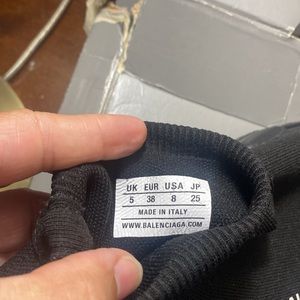 UK EUR USA JP
5 38 8 25
MADE IN ITALY
WWW.BALENCIAGA.COM